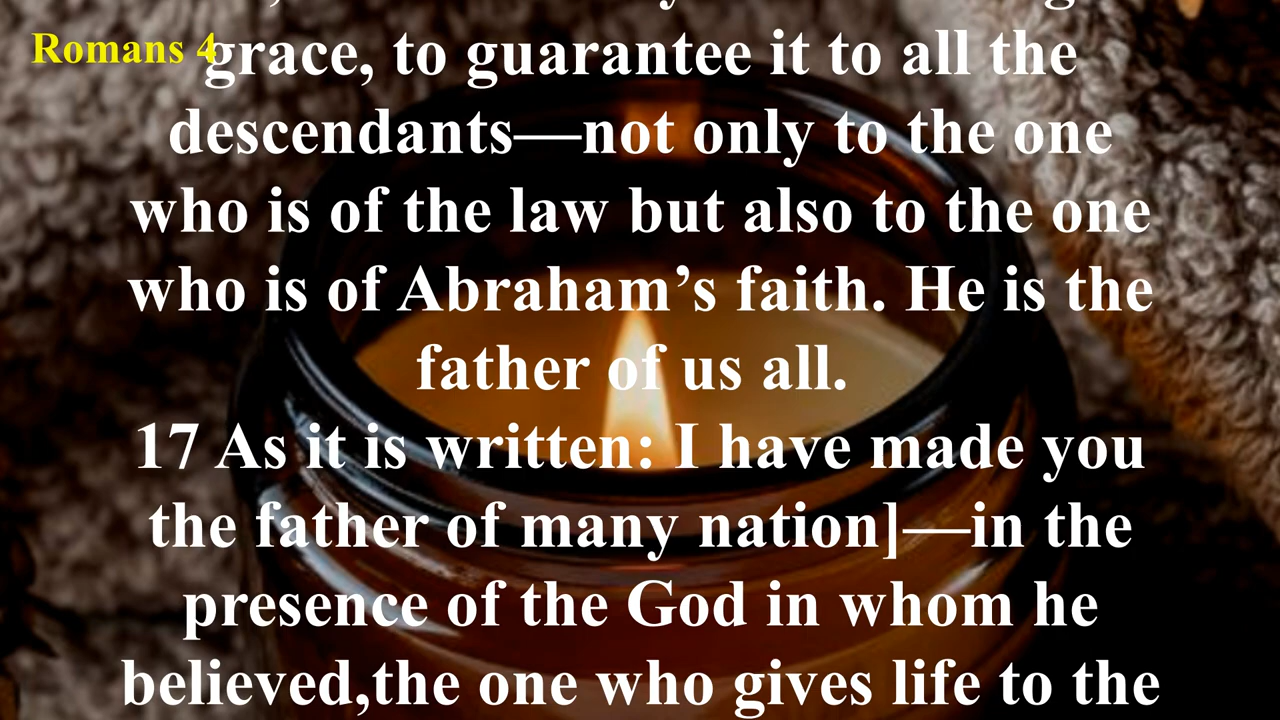 Romans 4
grace, to guarantee it to all the
descendants—not only to the one
who is of the law but also to the one
who is of Abraham’s faith. He is the
father of us all.
17 As it is written: I have made you
the father of many nation]—in the
presence of the God in whom he
believed,the one who gives life to the